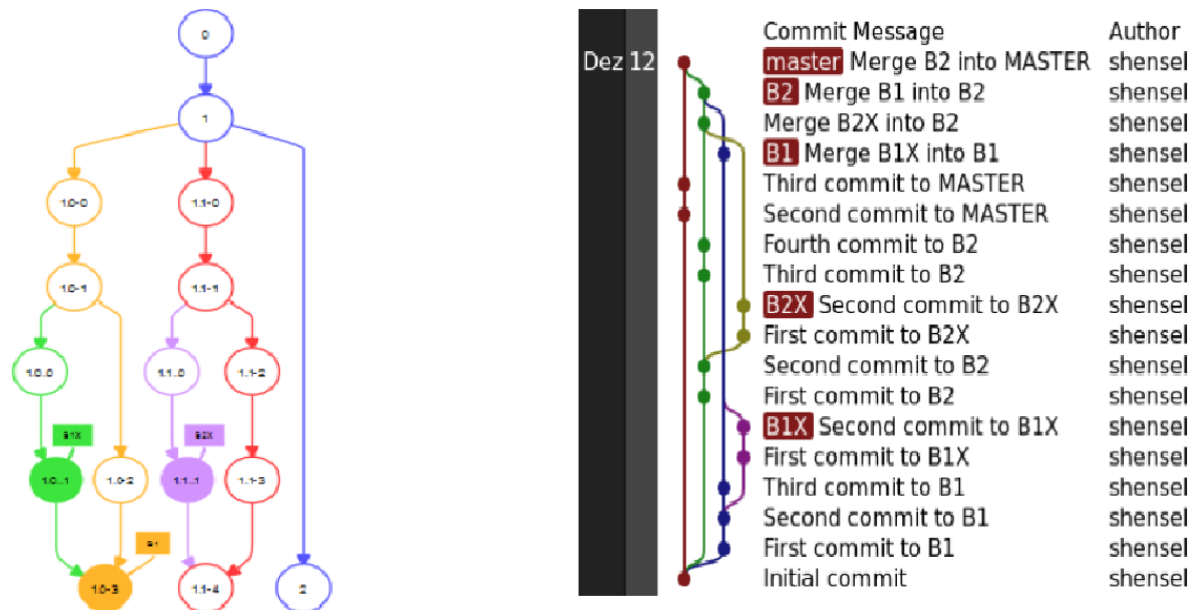 0
1
1.0-0
1.1-0
1.0-1
1.1-1
1.0..0
1.1..0
1.1-2
B1X
B2X
1.0..1
1.0-2
1.1..1
1.1-3
B1
1.0-3
1.1-4
2
Commit Message Author
Dez 12 master Merge B2 into MASTER shensel
B2 Merge B1 into B2 shensel
Merge B2X into B2 shensel
B1 Merge B1X into B1 shensel
Third commit to MASTER shensel
Second commit to MASTER shensel
Fourth commit to B2 shensel
Third commit to B2 shensel
B2X Second commit to B2X shensel
First commit to B2X shensel
Second commit to B2 shensel
First commit to B2 shensel
B1X Second commit to B1X shensel
First commit to B1X shensel
Third commit to B1 shensel
Second commit to B1 shensel
First commit to B1 shensel
Initial commit shensel